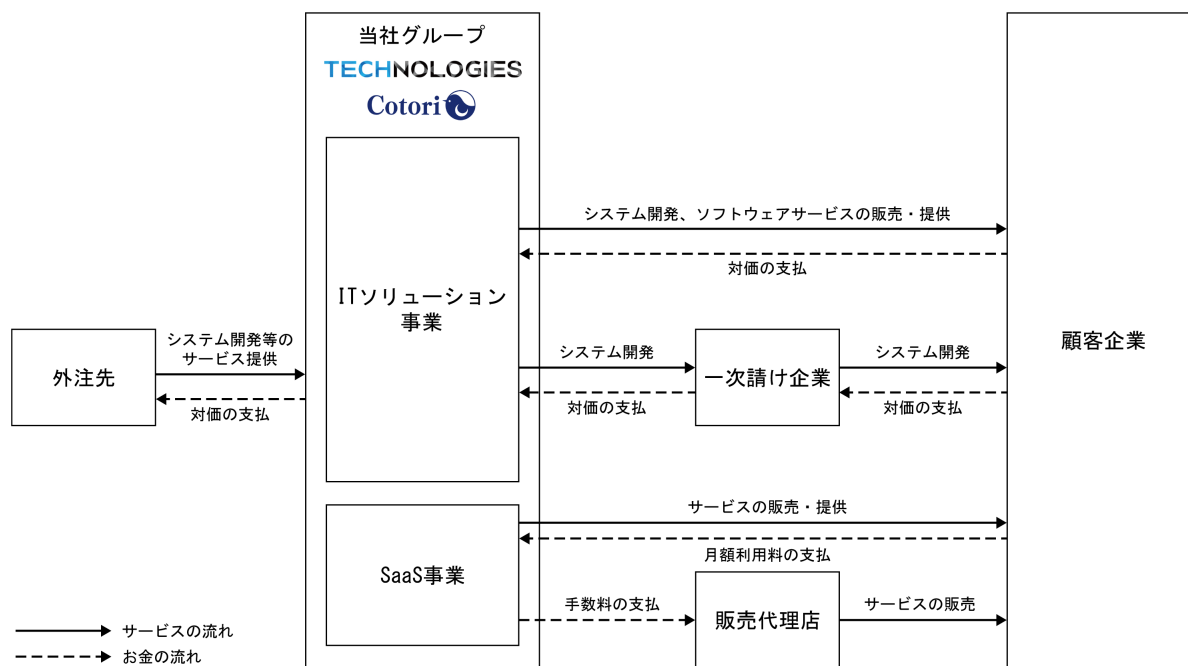 当社グループ
TECHNOLOGIES
Cotori
システム開発、ソフトウェアサービスの販売・提供
対価の支払
ITソリューション
事業
顧客企業
システム開発等の
サービス提供
外注先
対価の支払
システム開発
一次請け企業
システム開発
対価の支払
対価の支払
サービスの販売・提供
月額利用料の支払
SaaS事業
手数料の支払
販売代理店
サービスの販売
サービスの流れ
お金の流れ